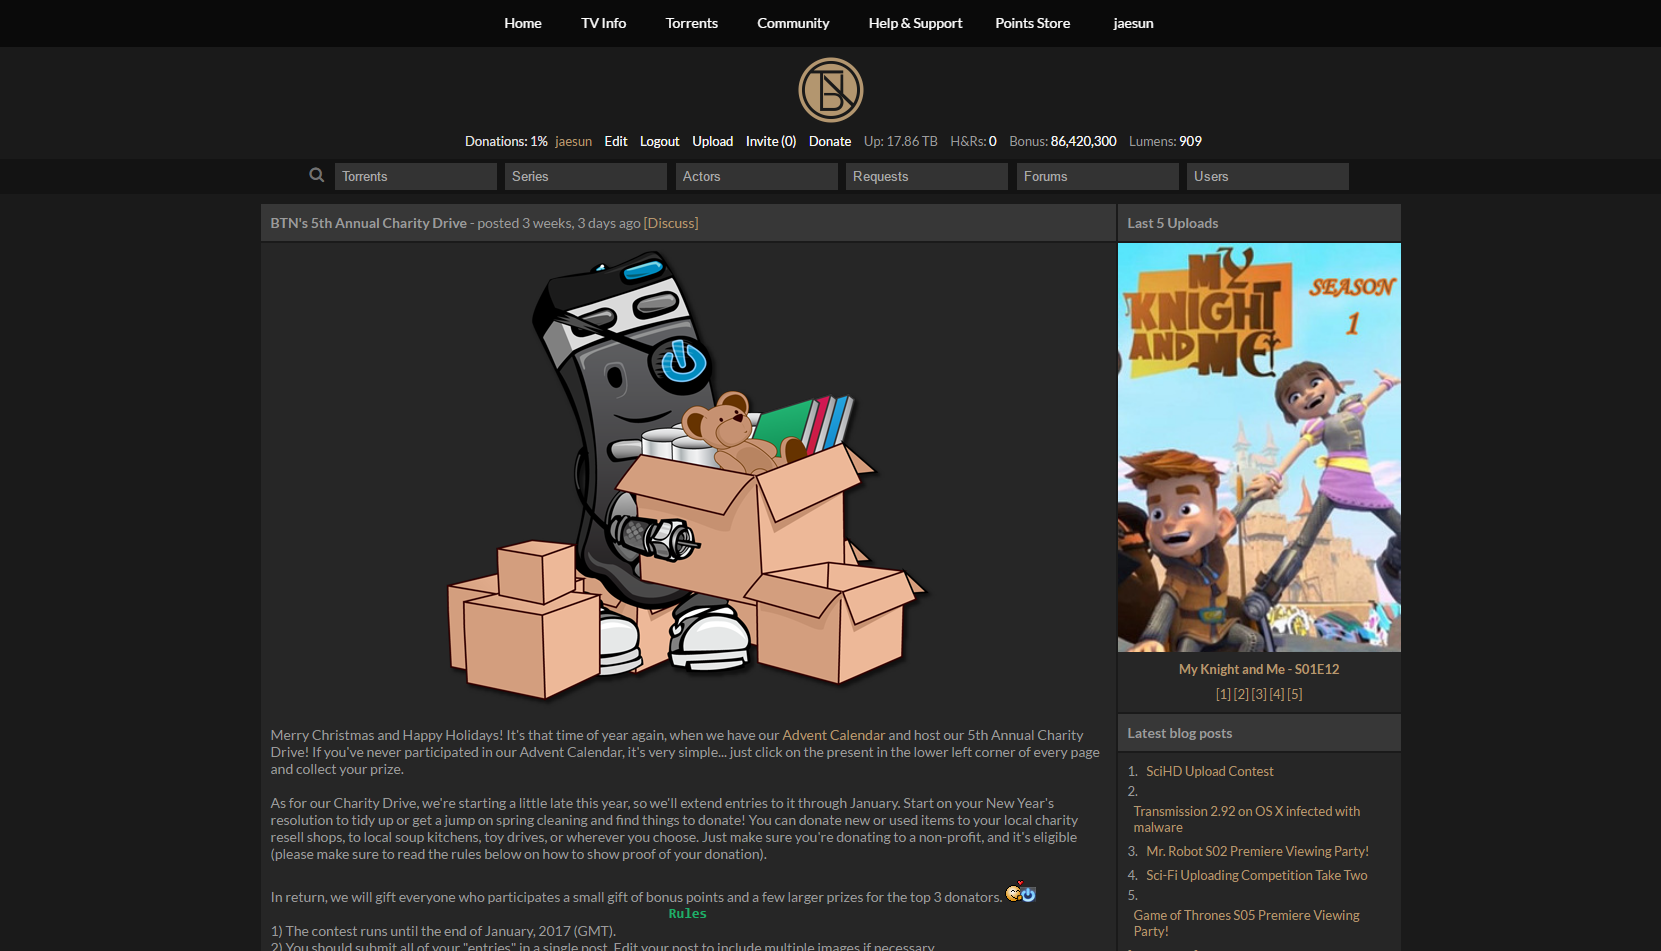 Home TV Info Torrents Community Help & Support Points Store jaesun
Donations: 1% jaesun Edit Logout Upload Invite (0) Donate Up: 17.86 TB H&Rs: 0 Bonus: 86,420,300 Lumens: 909
Torrents Series Actors Requests Forums Users
BTN's 5th Annual Charity Drive - posted 3 weeks, 3 days ago [Discuss]
Merry Christmas and Happy Holidays! It's that time of year again, when we have our Advent Calendar and host our 5th Annual Charity
Drive! If you've never participated in our Advent Calendar, it's very simple... just click on the present in the lower left corner of every page
and collect your prize.
As for our Charity Drive, we're starting a little late this year, so we'll extend entries to it through January. Start on your New Year's
resolution to tidy up or get a jump on spring cleaning and find things to donate! You can donate new or used items to your local charity
resell shops, to local soup kitchens, toy drives, or wherever you choose. Just make sure you're donating to a non-profit, and it's eligible
(please make sure to read the rules below on how to show proof of your donation).
In return, we will gift everyone who participates a small gift of bonus points and a few larger prizes for the top 3 donators.
Rules
1) The contest runs until the end of January, 2017 (GMT).
2) You should submit all of your "entries" in a single post. Edit your post to include multiple images if necessary.
Last 5 Uploads
MY
KNIGHT
AND ME
SEASON
1
My Knight and Me - S01E12
[1] [2] [3] [4] [5]
Latest blog posts
1. SciHD Upload Contest
2.
Transmission 2.92 on OS X infected with
malware
3. Mr. Robot S02 Premiere Viewing Party!
4. Sci-Fi Uploading Competition Take Two
5.
Game of Thrones S05 Premiere Viewing
Party!